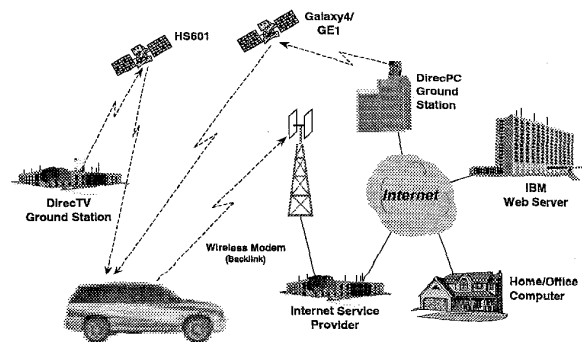 HS601
Galaxy4/
GE1
DirecPC
Ground
Station
DirecTV
Ground Station
Internet
IBM
Web Server
Wireless Modem
(Backlink)
Internet Service
Provider
Home/Office
Computer